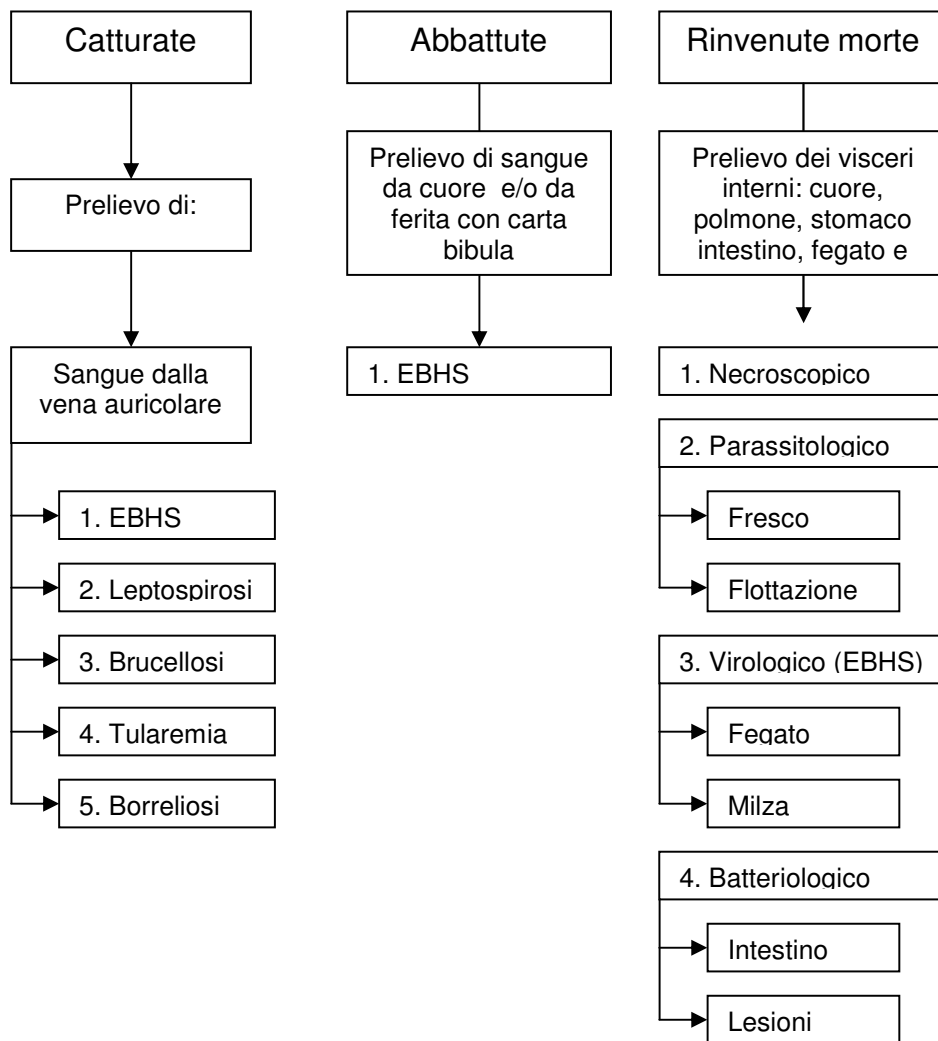 Catturate
Prelievo di:
Sangue dalla
vena auricolare
1. EBHS
2. Leptospirosi
3. Brucellosi
4. Tularemia
5. Borreliosi
Abbattute
Prelievo di sangue
da cuore e/o da
ferita con carta
bibula
1. EBHS
Rinvenute morte
Prelievo dei visceri
interni: cuore,
polmone, stomaco
intestino, fegato e
1. Necroscopico
2. Parassitologico
Fresco
Flottazione
3. Virologico (EBHS)
Fegato
Milza
4. Batteriologico
Intestino
Lesioni